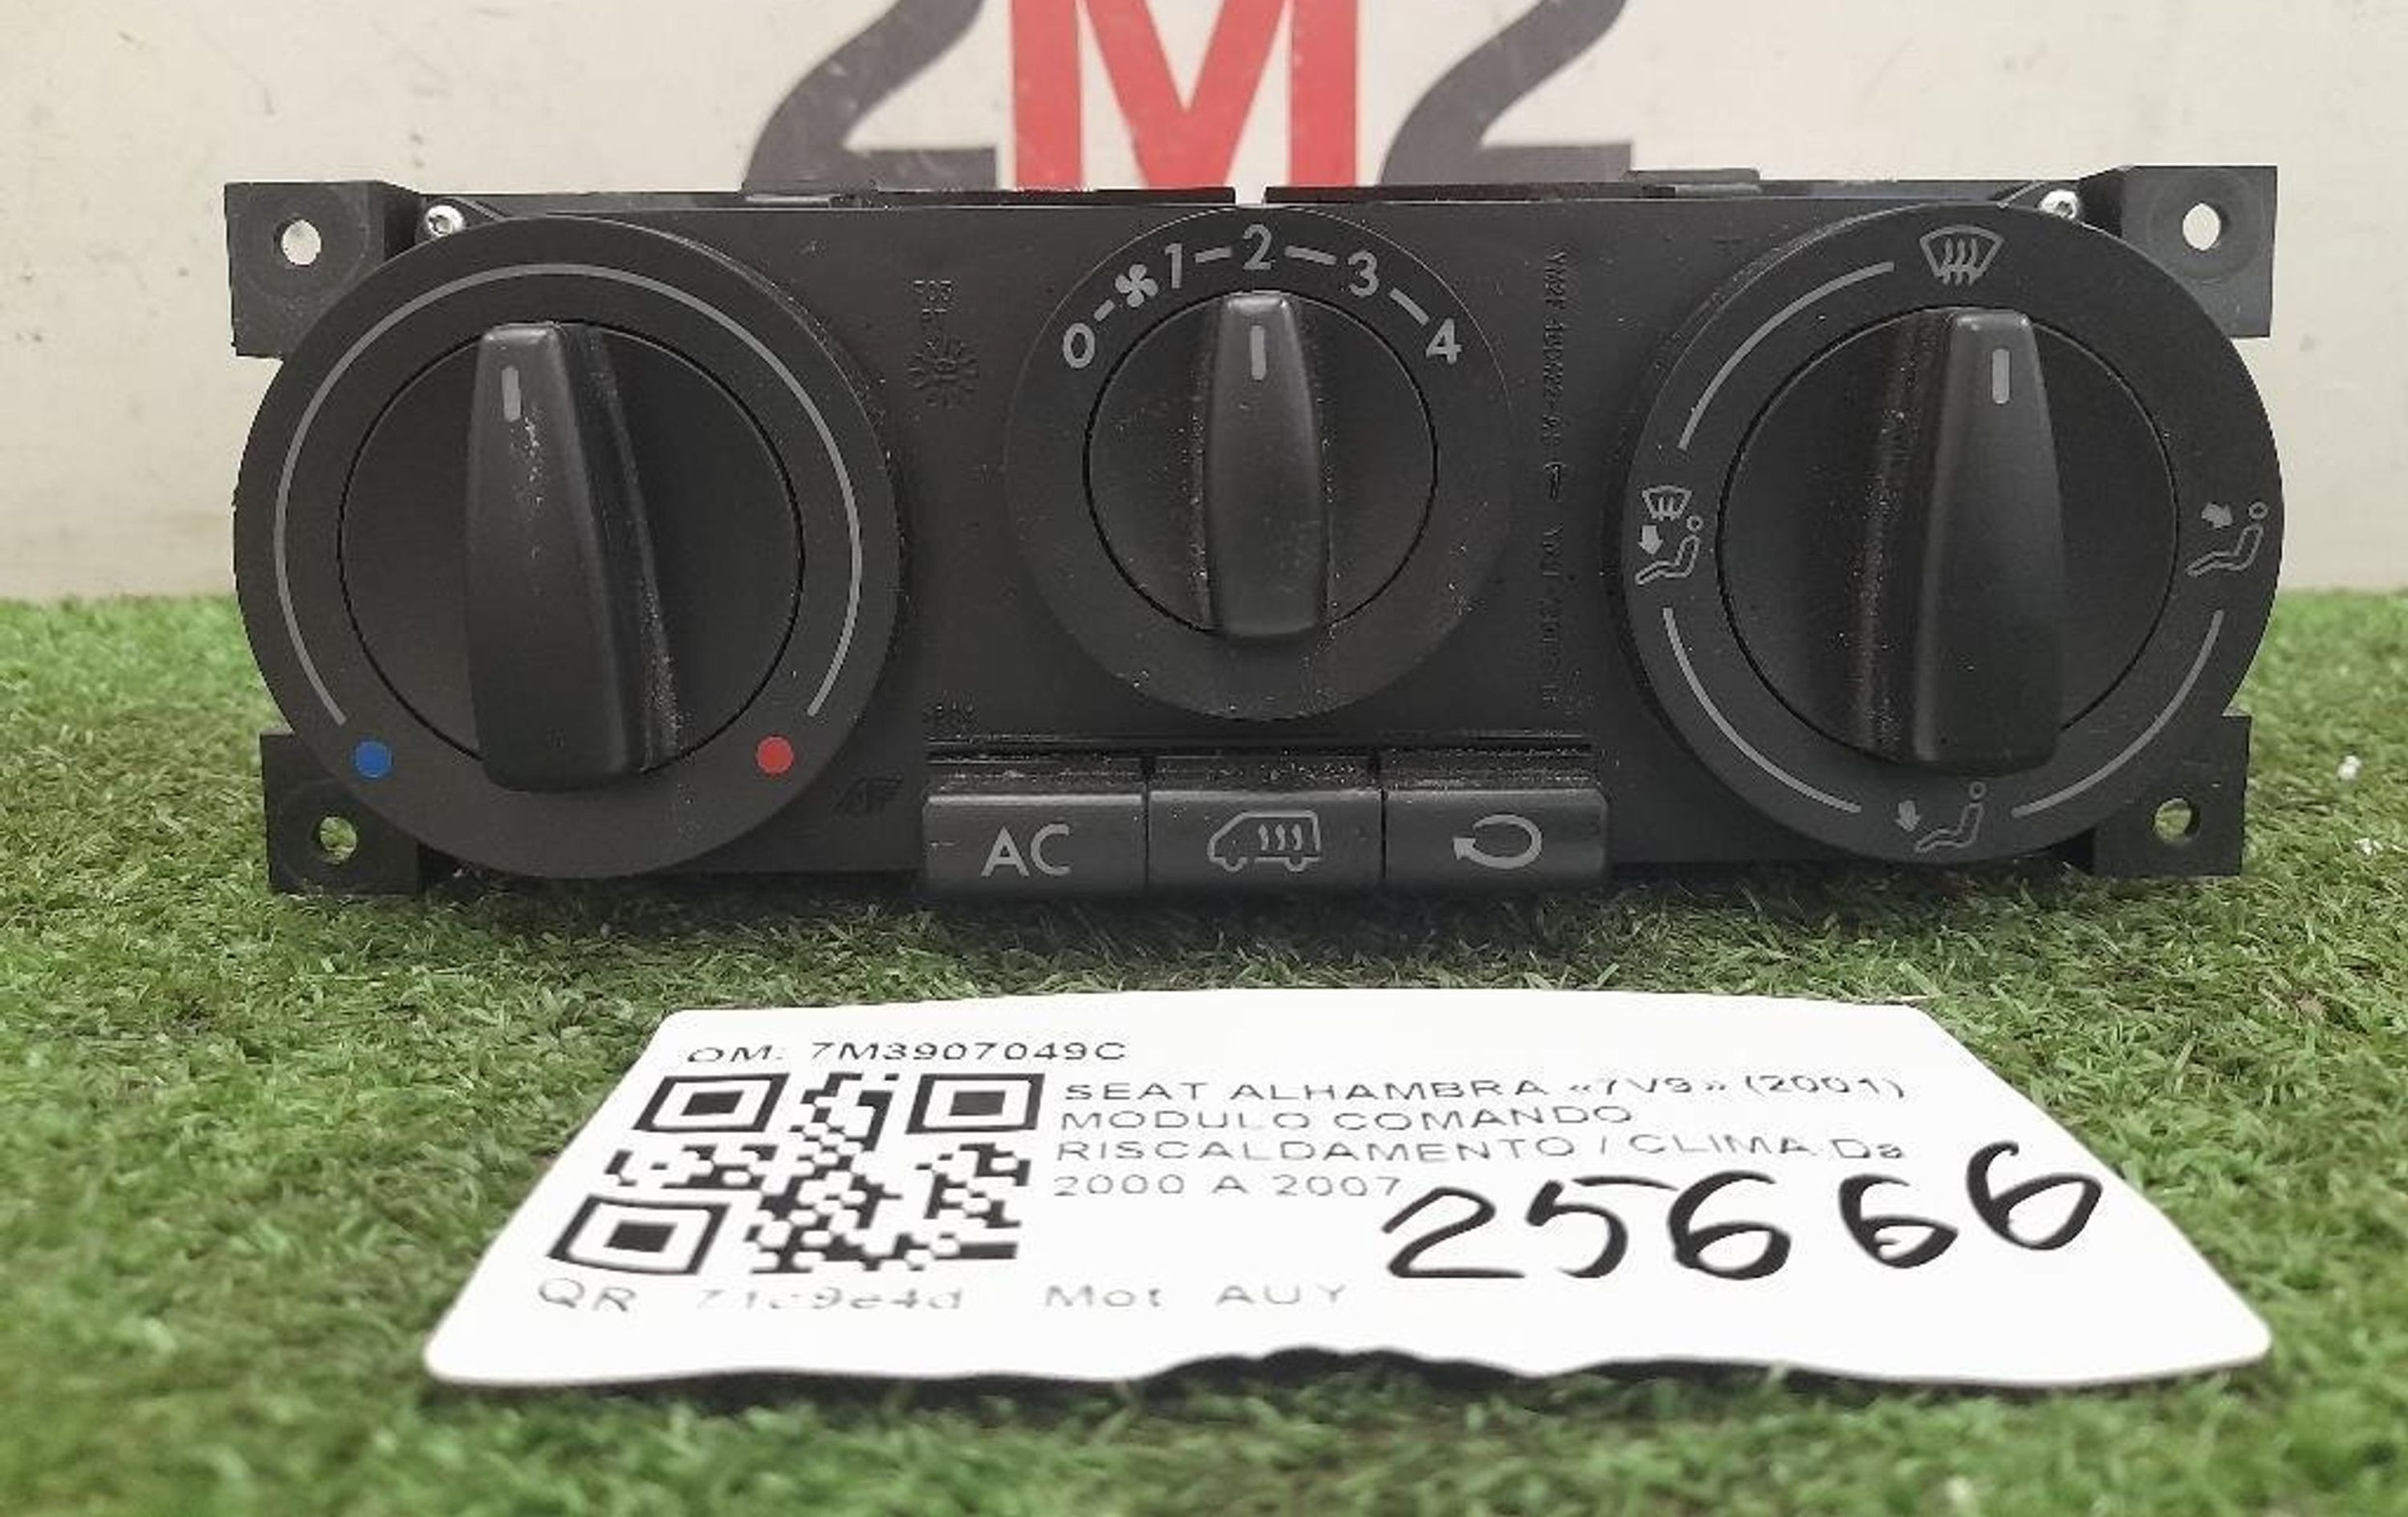 2M2
0 1-2-3-4
AC
OM: 7M3907049C
SEAT ALHAMBRA «7V9» (2001)
MODULO COMANDO
RISCALDAMENTO / CLIMA Da
2000 A 2007
25666
QR 71c9e4d Mot AUY